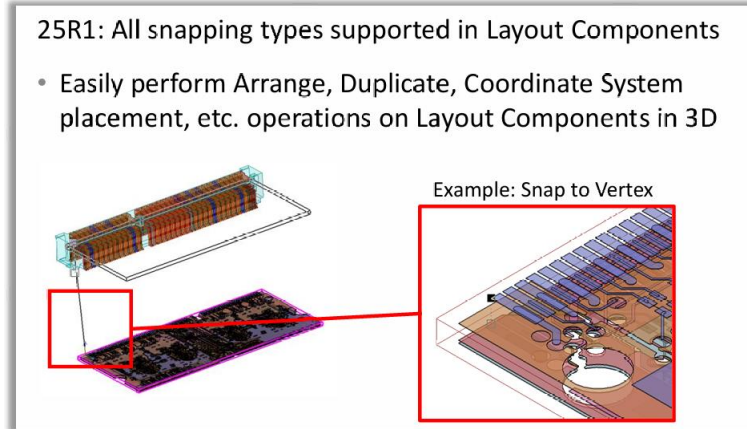 25R1: All snapping types supported in Layout Components
• Easily perform Arrange, Duplicate, Coordinate System
placement, etc. operations on Layout Components in 3D
Example: Snap to Vertex